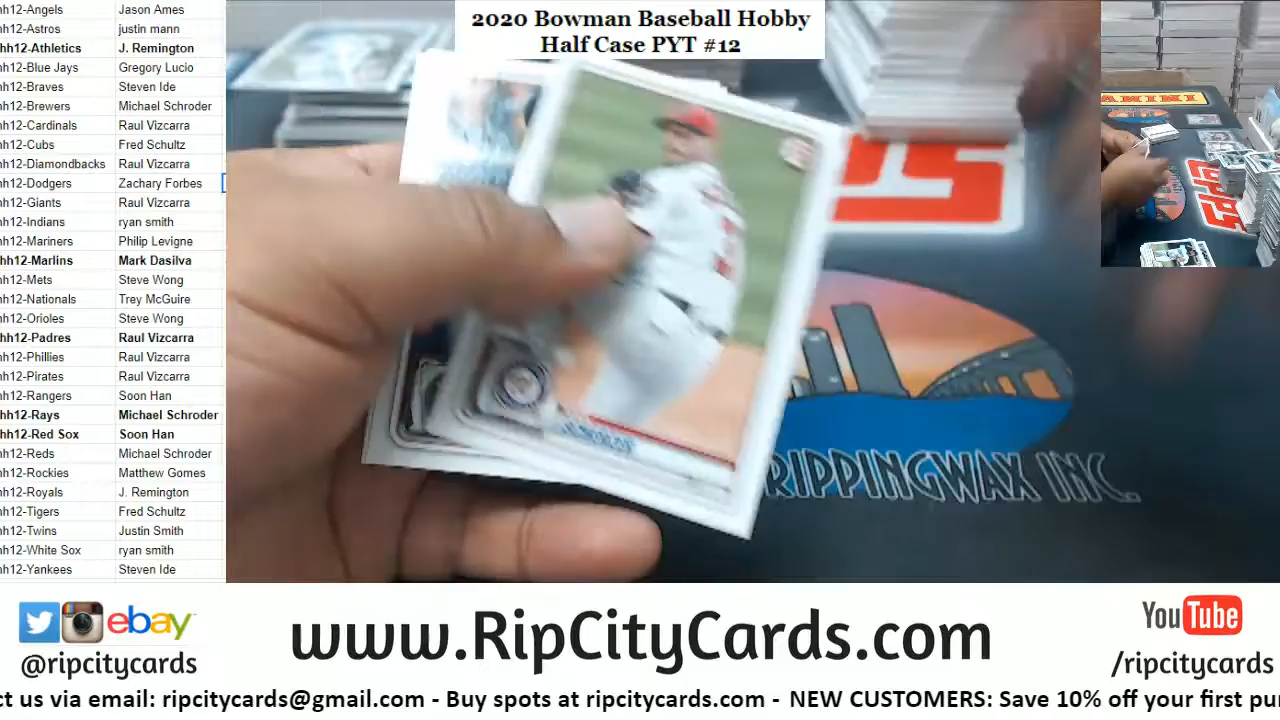 2020 Bowman Baseball Hobby
Half Case PYT #12
hh12-Angels Jason Ames
hh12-Astros justin mann
hh12-Athletics J. Remington
hh12-Blue Jays Gregory Lucio
hh12-Braves Steven Ide
hh12-Brewers Michael Schroder
hh12-Cardinals Raul Vizcarra
hh12-Cubs Fred Schultz
hh12-Diamondbacks Raul Vizcarra
hh12-Dodgers Zachary Forbes
hh12-Giants Raul Vizcarra
hh12-Indians ryan smith
hh12-Mariners Philip Levigne
hh12-Marlins Mark Dasilva
hh12-Mets Steve Wong
hh12-Nationals Trey McGuire
hh12-Orioles Steve Wong
hh12-Padres Raul Vizcarra
hh12-Phillies Raul Vizcarra
hh12-Pirates Raul Vizcarra
hh12-Rangers Soon Han
hh12-Rays Michael Schroder
hh12-Red Sox Soon Han
hh12-Reds Michael Schroder
hh12-Rockies Matthew Gomes
hh12-Royals J. Remington
hh12-Tigers Fred Schultz
hh12-Twins Justin Smith
hh12-White Sox ryan smith
hh12-Yankees Steven Ide
PANINI
TOPPS
RIPPINGWAX INC.
ebay
@ripcitycards
www.RipCityCards.com
YouTube
/ripcitycards
ct us via email: ripcitycards@gmail.com - Buy spots at ripcitycards.com - NEW CUSTOMERS: Save 10% off your first pur